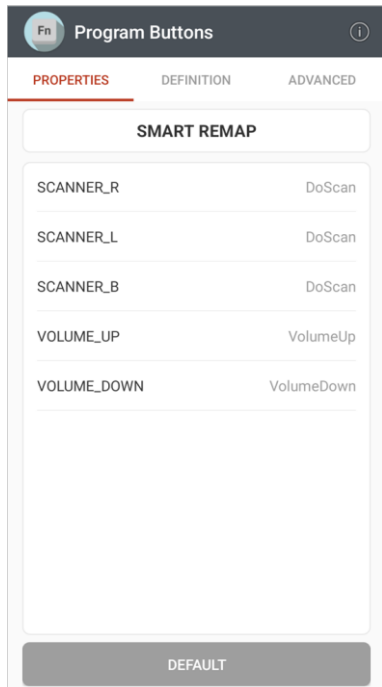 Fn Program Buttons
PROPERTIES DEFINITION ADVANCED
SMART REMAP
SCANNER_R DoScan
SCANNER_L DoScan
SCANNER_B DoScan
VOLUME_UP VolumeUp
VOLUME_DOWN VolumeDown
DEFAULT